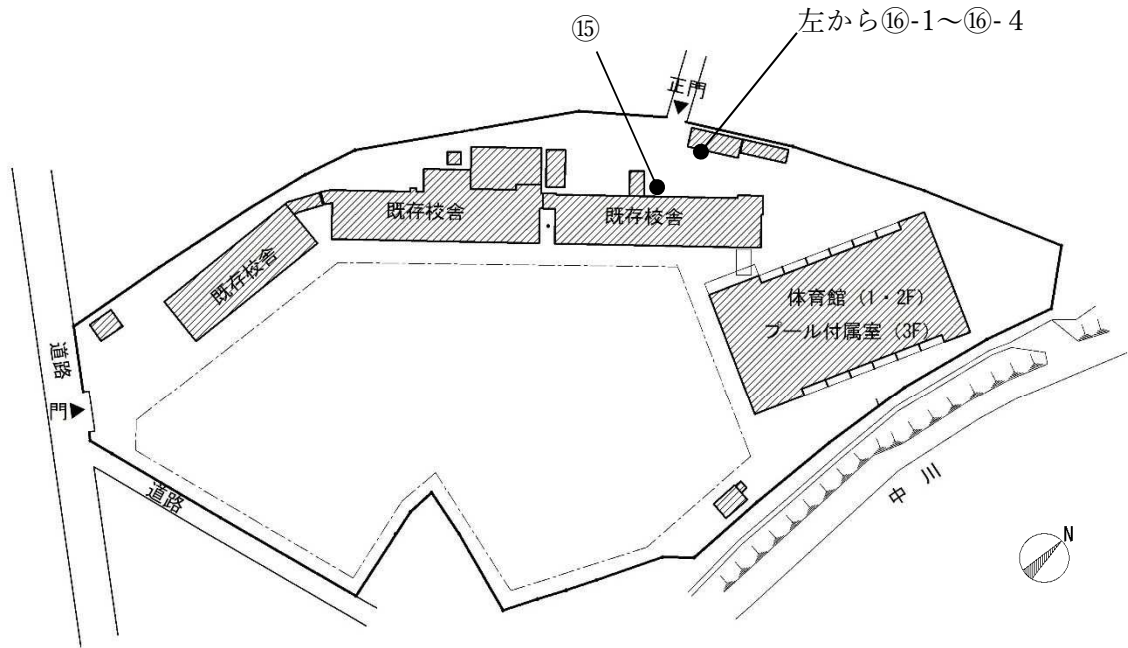 左から⑯-1～⑯-４
⑮
正門
既存校舎
既存校舎
既存校舎
体育館（1・2F）
プール付属室（3F）
道路
門
道路
中川
N